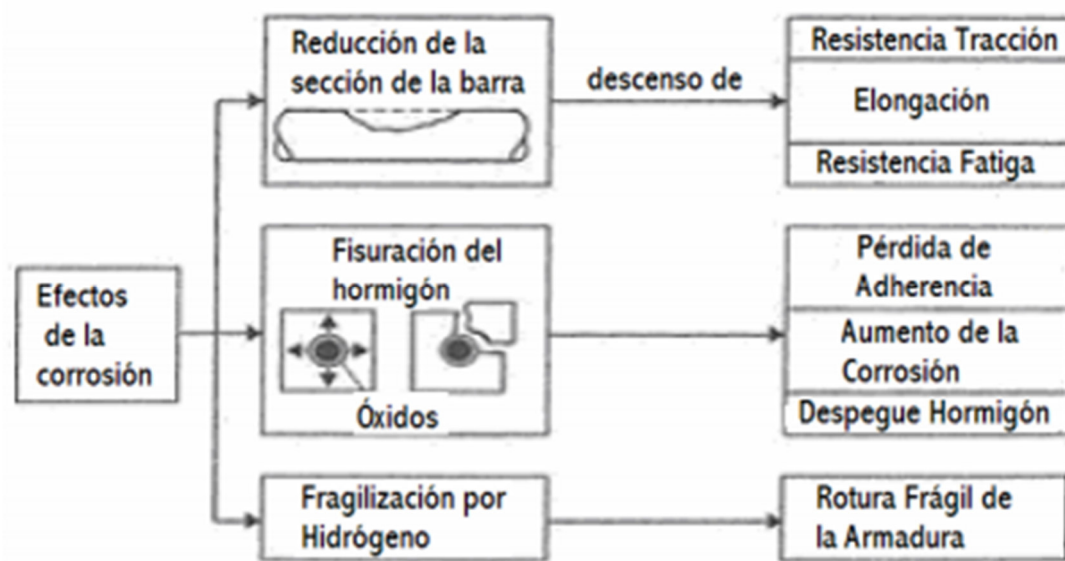 Reducción de la
sección de la barra
descenso de
Resistencia Tracción
Elongación
Resistencia Fatiga
Efectos
de la
corrosión
Fisuración del
hormigón
Óxidos
Pérdida de
Adherencia
Aumento de la
Corrosión
Despegue Hormigón
Fragilización por
Hidrógeno
Rotura Frágil de
la Armadura